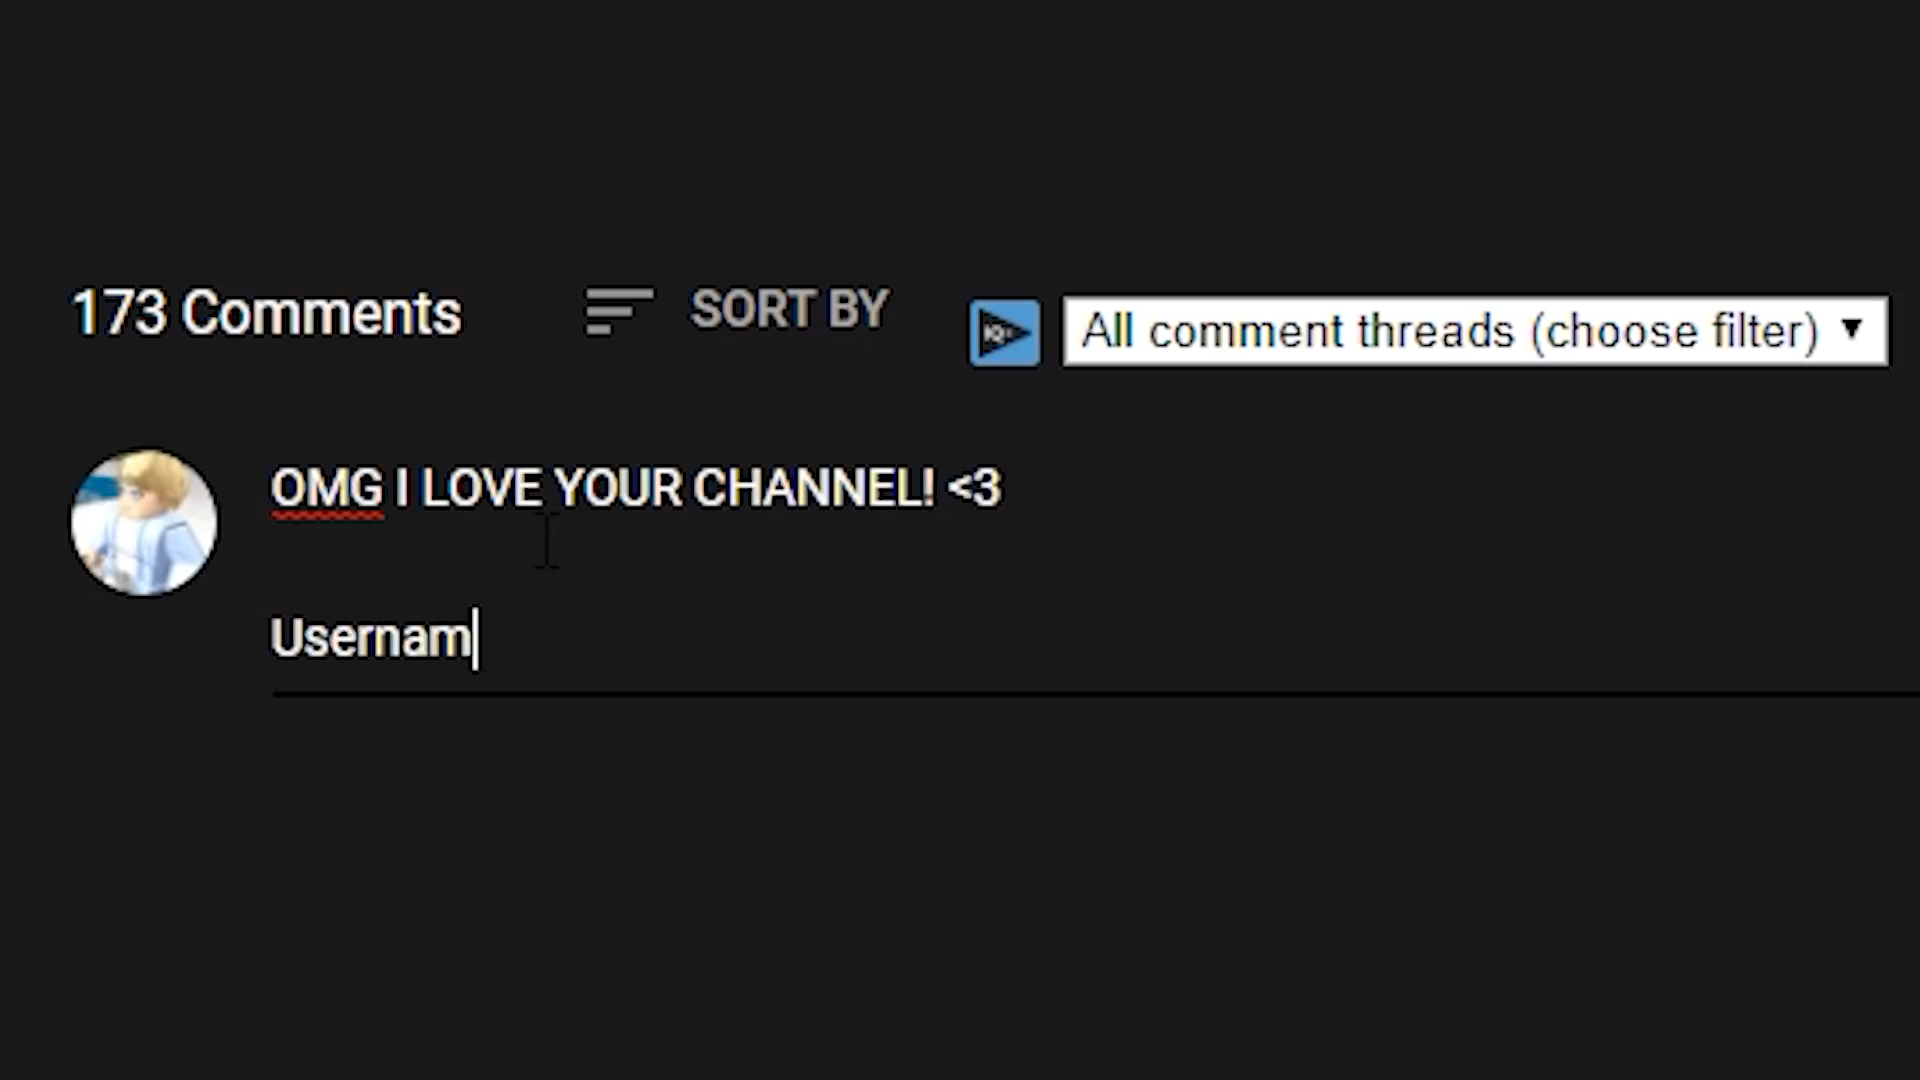 173 Comments SORT BY All comment threads (choose filter) ▼
OMG I LOVE YOUR CHANNEL! <3
Usernam